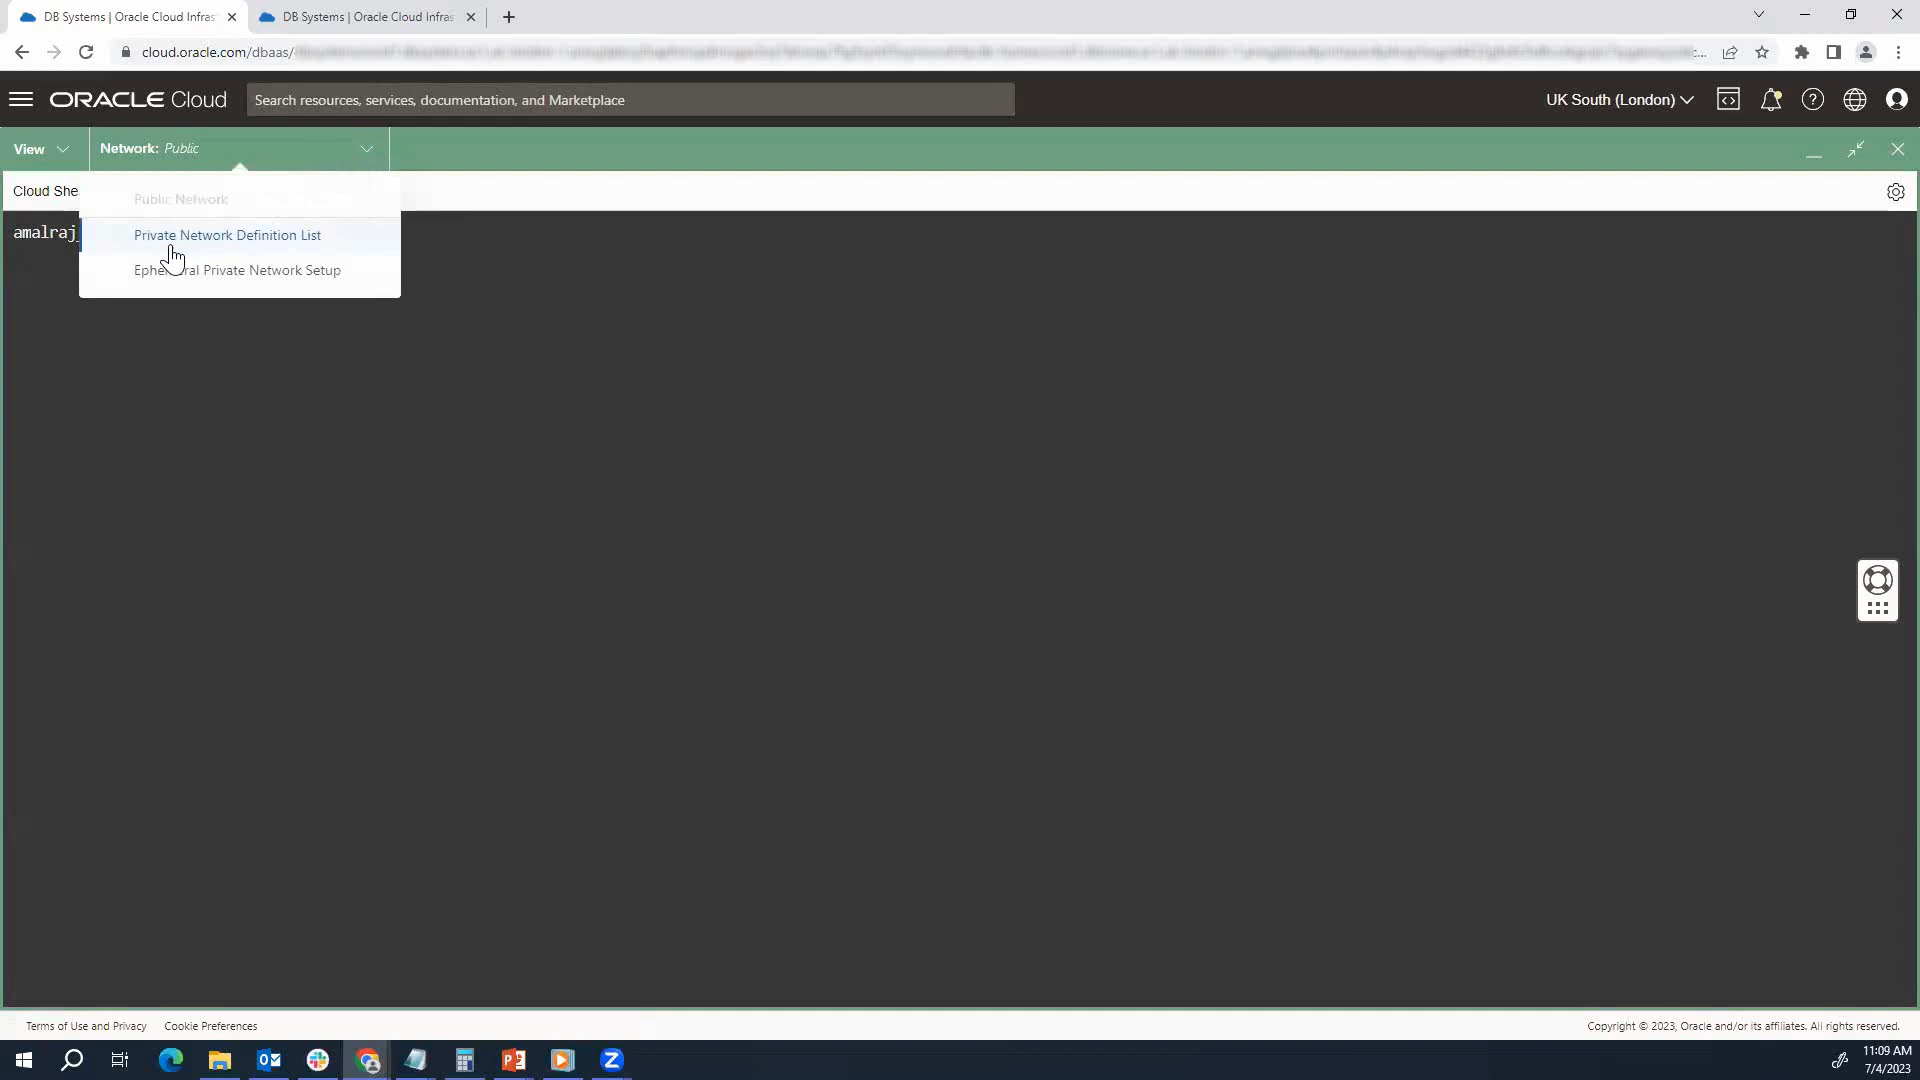 DB Systems | Oracle Cloud Infras
DB Systems | Oracle Cloud Infras
cloud.oracle.com/dbaas/
ORACLE Cloud
Search resources, services, documentation, and Marketplace
UK South (London)
View
Network: Public
Cloud She
Public Network
amalraj_
Private Network Definition List
Ephemeral Private Network Setup
Terms of Use and Privacy
Cookie Preferences
Copyright © 2023, Oracle and/or its affiliates. All rights reserved.
11:09 AM
7/4/2023